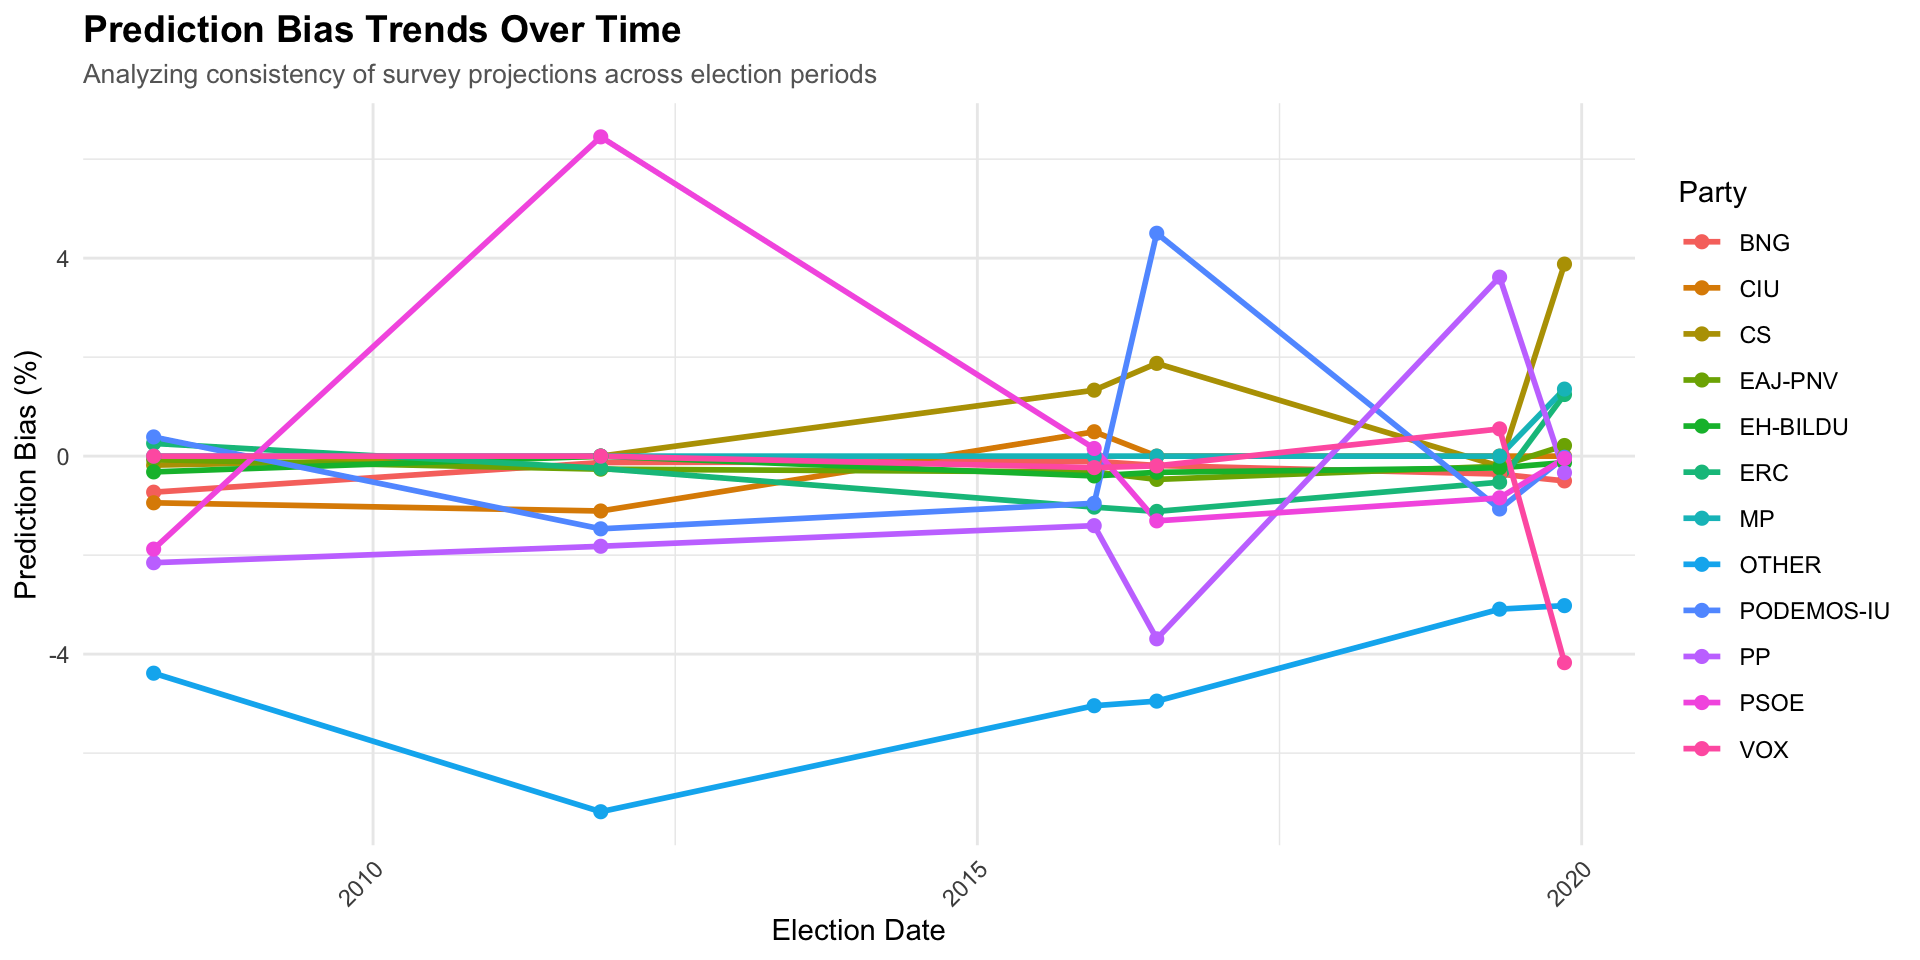 Prediction Bias Trends Over Time
Analyzing consistency of survey projections across election periods
Prediction Bias (%)
4
0
-4
2010
2015
2020
Election Date
Party
BNG
CIU
CS
EAJ-PNV
EH-BILDU
ERC
MP
OTHER
PODEMOS-IU
PP
PSOE
VOX